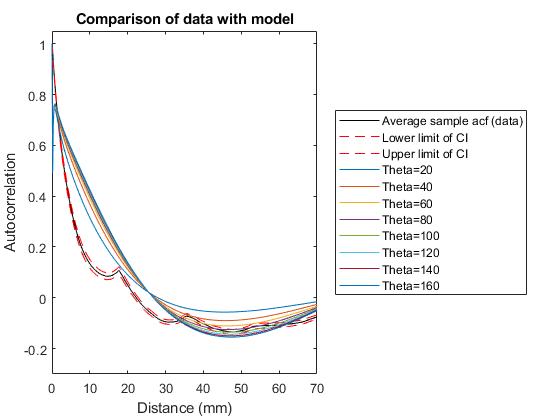 Comparison of data with model
1
0.8
0.6
0.4
0.2
0
-0.2
Autocorrelation
0 10 20 30 40 50 60 70
Distance (mm)
Average sample acf (data)
Lower limit of CI
Upper limit of CI
Theta=20
Theta=40
Theta=60
Theta=80
Theta=100
Theta=120
Theta=140
Theta=160